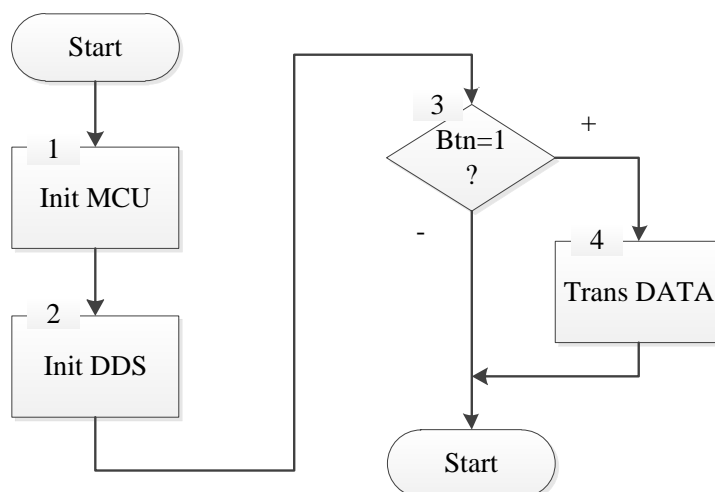 Start
1
Init MCU
2
Init DDS
3
Btn=1
?
+
-
4
Trans DATA
Start